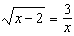 √(x−2) = 3/x